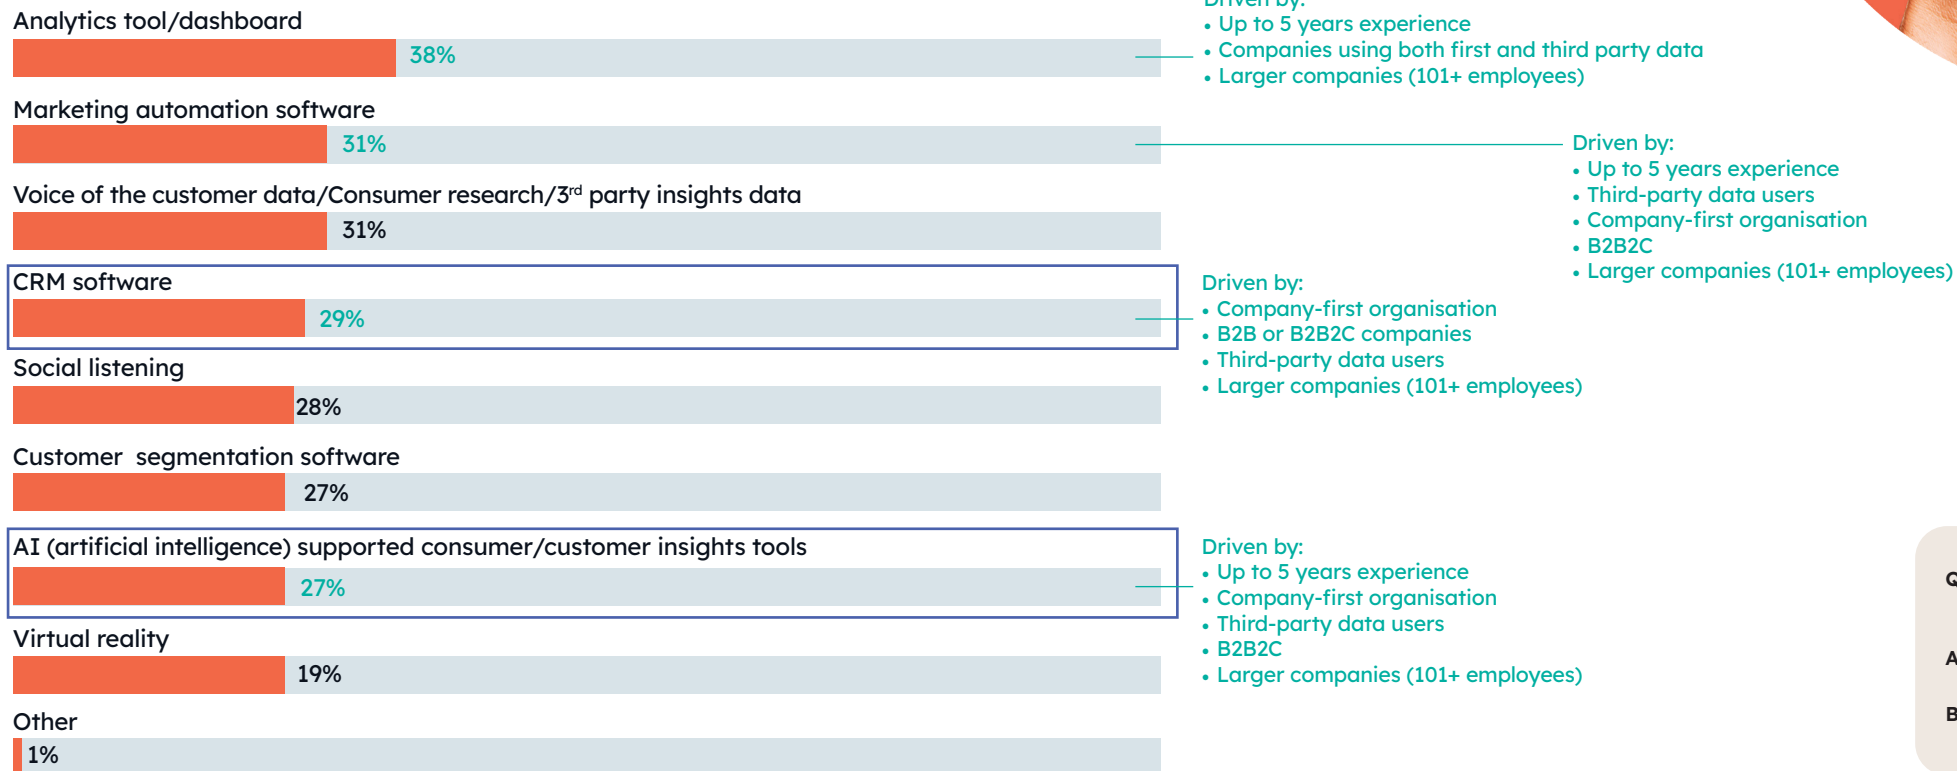 Analytics tool/dashboard
38%
Driven by:
• Up to 5 years experience
• Companies using both first and third party data
• Larger companies (101+ employees)
Marketing automation software
31%
Driven by:
• Up to 5 years experience
• Third-party data users
• Company-first organisation
• B2B2C
• Larger companies (101+ employees)
Voice of the customer data/Consumer research/3rd party insights data
31%
CRM software
29%
Driven by:
• Company-first organisation
• B2B or B2B2C companies
• Third-party data users
• Larger companies (101+ employees)
Social listening
28%
Customer segmentation software
27%
AI (artificial intelligence) supported consumer/customer insights tools
27%
Driven by:
• Up to 5 years experience
• Company-first organisation
• Third-party data users
• B2B2C
• Larger companies (101+ employees)
Virtual reality
19%
Other
1%
A
B